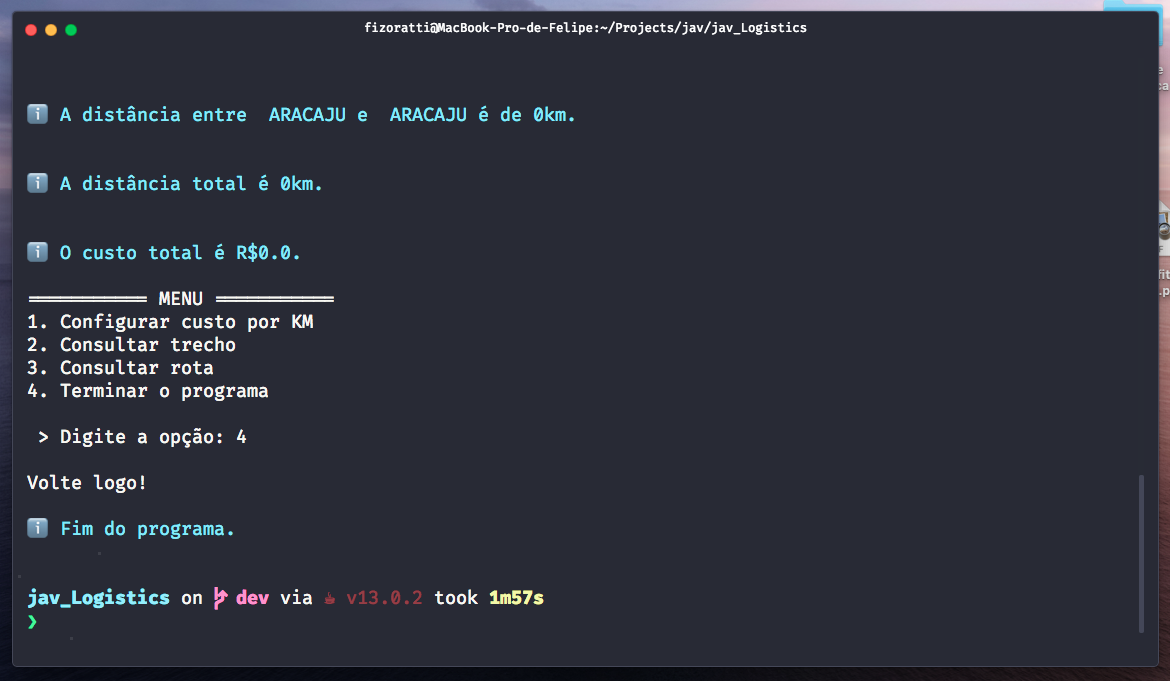 fizoratti@MacBook-Pro-de-Felipe:~/Projects/jav/jav_Logistics
A distância entre  ARACAJU e  ARACAJU é de 0km.
A distância total é 0km.
O custo total é R$0.0.
═══════════ MENU ═══════════
1. Configurar custo por KM
2. Consultar trecho
3. Consultar rota
4. Terminar o programa
> Digite a opção: 4
Volte logo!
Fim do programa.
jav_Logistics on dev via v13.0.2 took 1m57s
❯